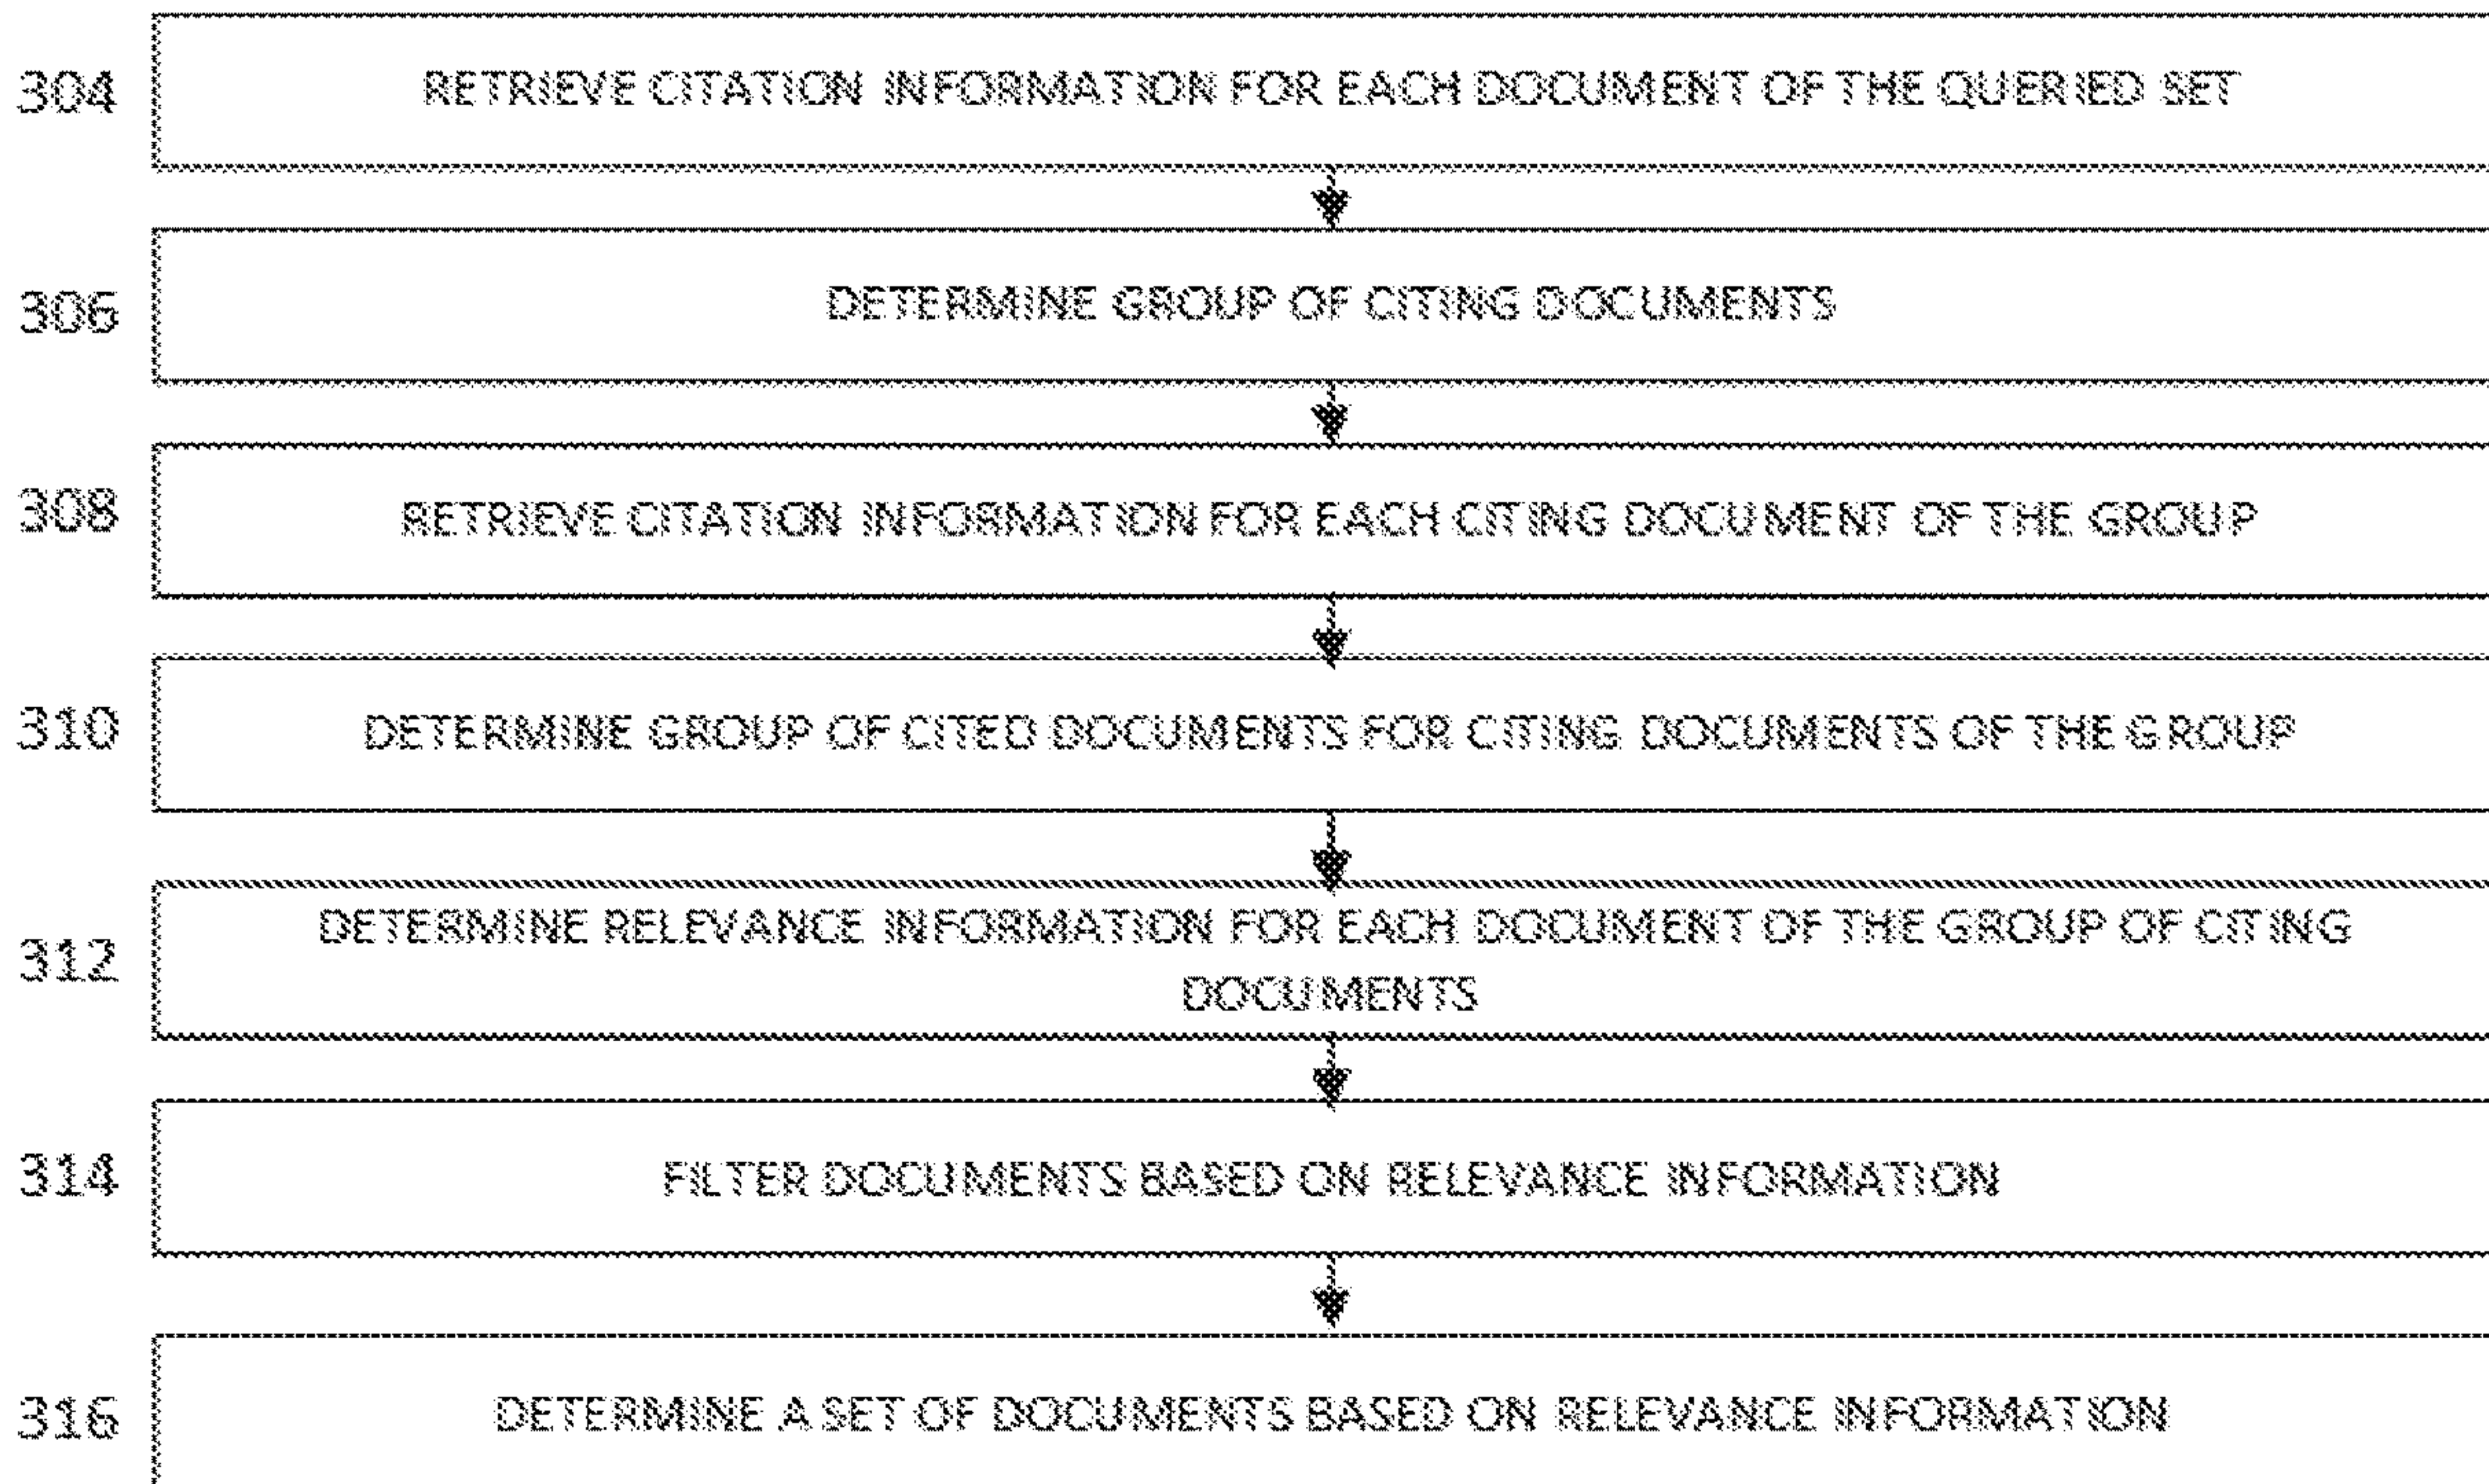 304
RETRIEVE CITATION INFORMATION FOR EACH DOCUMENT OF THE QUERIED SET
306
DETERMINE GROUP OF CITING DOCUMENTS
308
RETRIEVE CITATION INFORMATION FOR EACH CITING DOCUMENT OF THE GROUP
310
DETERMINE GROUP OF CITED DOCUMENTS FOR CITING DOCUMENTS OF THE GROUP
312
DETERMINE RELEVANCE INFORMATION FOR EACH DOCUMENT OF THE GROUP OF CITING
DOCUMENTS
314
FILTER DOCUMENTS BASED ON RELEVANCE INFORMATION
316
DETERMINE A SET OF DOCUMENTS BASED ON RELEVANCE INFORMATION